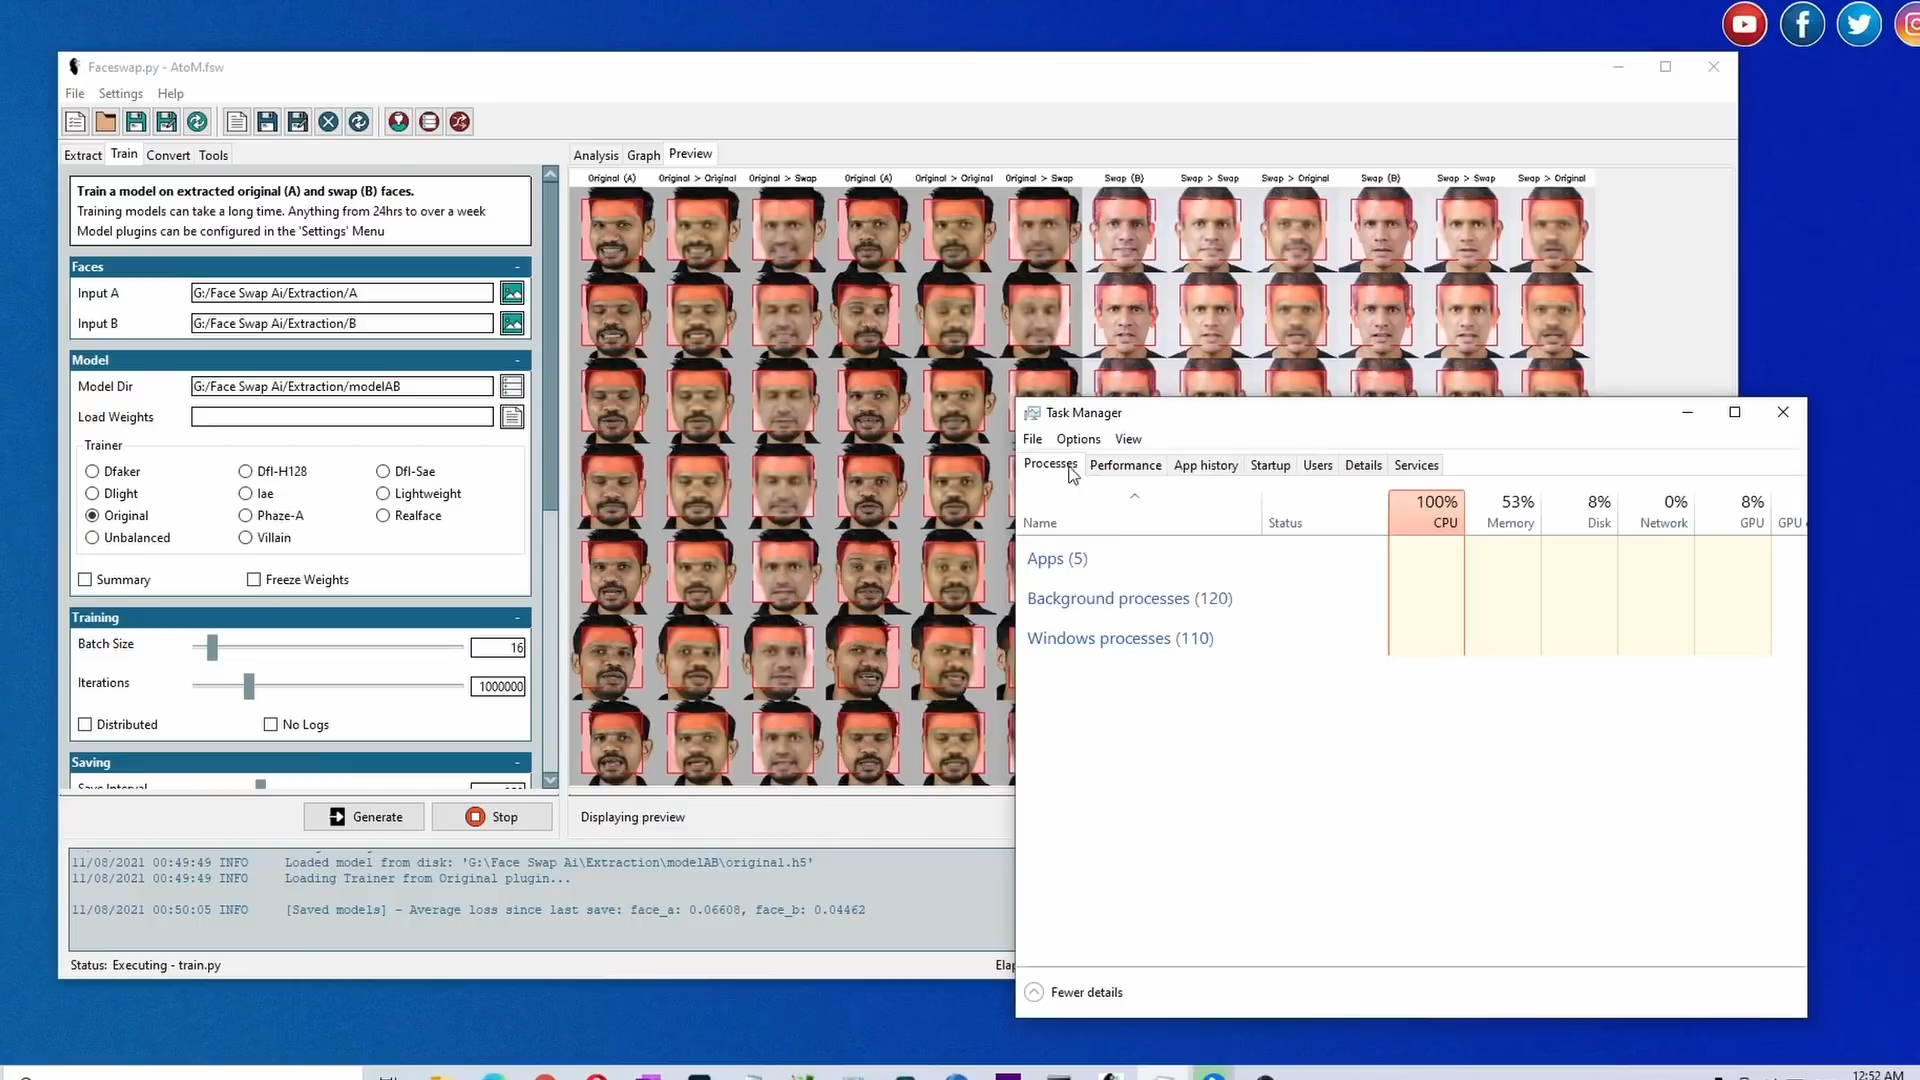 Faceswap.py - AtoM.fsw
File Settings Help
Extract Train Convert Tools
Train a model on extracted original (A) and swap (B) faces.
Training models can take a long time. Anything from 24hrs to over a week
Model plugins can be configured in the 'Settings' Menu
Faces -
Input A G:/Face Swap Ai/Extraction/A
Input B G:/Face Swap Ai/Extraction/B
Model -
Model Dir G:/Face Swap Ai/Extraction/modelAB
Load Weights
Trainer
Dfaker Dfl-H128 Dfl-Sae
Dlight Iae Lightweight
Original Phaze-A Realface
Unbalanced Villain
Summary Freeze Weights
Training -
Batch Size 16
Iterations 1000000
Distributed No Logs
Saving -
Save Interval
Generate Stop
Analysis Graph Preview
Original (A) Original > Original Original > Swap Original (A) Original > Original Original > Swap Swap (B) Swap > Swap Swap > Original Swap (B) Swap > Swap Swap > Original
Displaying preview
11/08/2021 00:49:49 INFO Loaded model from disk: 'G:\Face Swap Ai\Extraction\modelAB\original.h5'
11/08/2021 00:49:49 INFO Loading Trainer from Original plugin...
11/08/2021 00:50:05 INFO [Saved models] - Average loss since last save: face_a: 0.06608, face_b: 0.04462
Status: Executing - train.py
Elap
Task Manager
File Options View
Processes Performance App history Startup Users Details Services
100% 53% 8% 0% 8%
Name Status CPU Memory Disk Network GPU GPU
Apps (5)
Background processes (120)
Windows processes (110)
Fewer details
12:52 AM